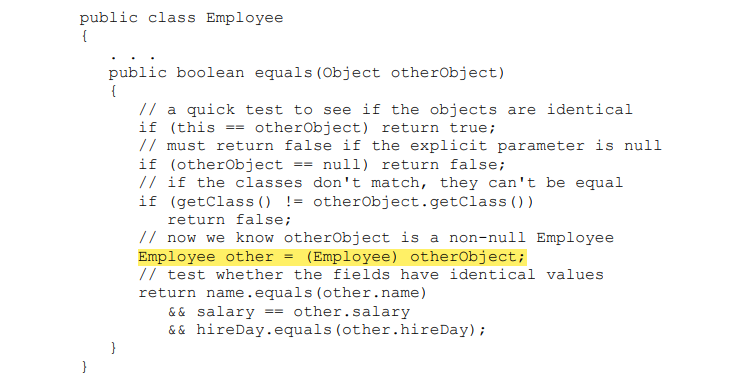 public class Employee
{
. . .
public boolean equals(Object otherObject)
{
// a quick test to see if the objects are identical
if (this == otherObject) return true;
// must return false if the explicit parameter is null
if (otherObject == null) return false;
// if the classes don't match, they can't be equal
if (getClass() != otherObject.getClass())
return false;
// now we know otherObject is a non-null Employee
Employee other = (Employee) otherObject;
// test whether the fields have identical values
return name.equals(other.name)
&& salary == other.salary
&& hireDay.equals(other.hireDay);
}
}